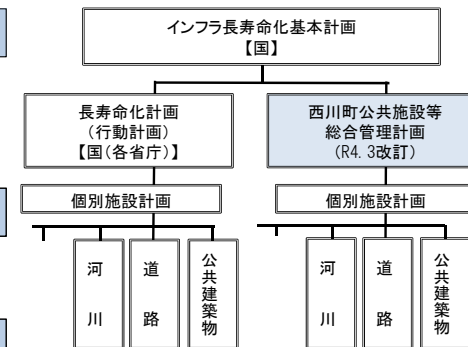 インフラ長寿命化基本計画
【国】
長寿命化計画
(行動計画)
【国(各省庁)】
西川町公共施設等
総合管理計画
(R4.3改訂)
個別施設計画
個別施設計画
河川
道路
公共建築物
河川
道路
公共建築物